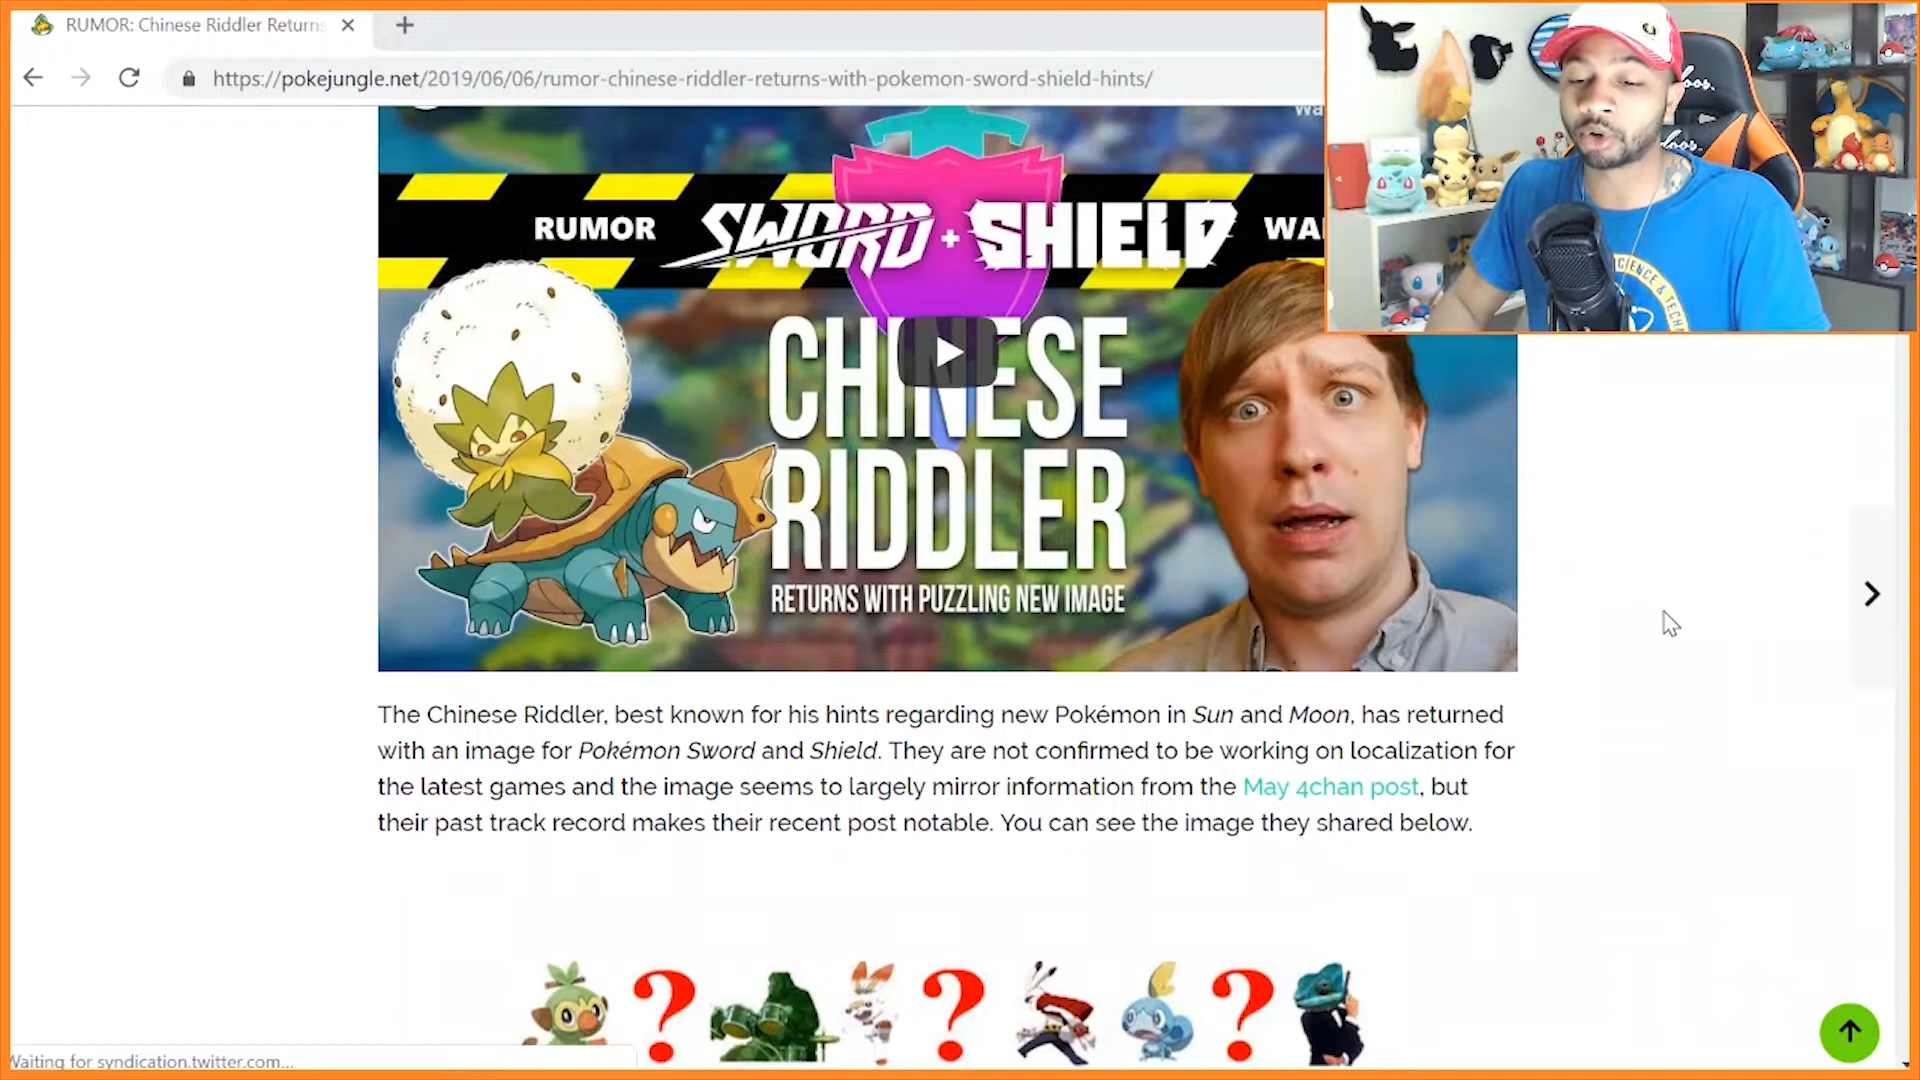 RUMOR: Chinese Riddler Returns
https://pokejungle.net/2019/06/06/rumor-chinese-riddler-returns-with-pokemon-sword-shield-hints/
Wa
RUMOR SWORD + SHIELD WA
CHINESE
RIDDLER
RETURNS WITH PUZZLING NEW IMAGE
The Chinese Riddler, best known for his hints regarding new Pokémon in Sun and Moon, has returned
with an image for Pokémon Sword and Shield. They are not confirmed to be working on localization for
the latest games and the image seems to largely mirror information from the May 4chan post, but
their past track record makes their recent post notable. You can see the image they shared below.
? ? ?
Waiting for syndication.twitter.com...